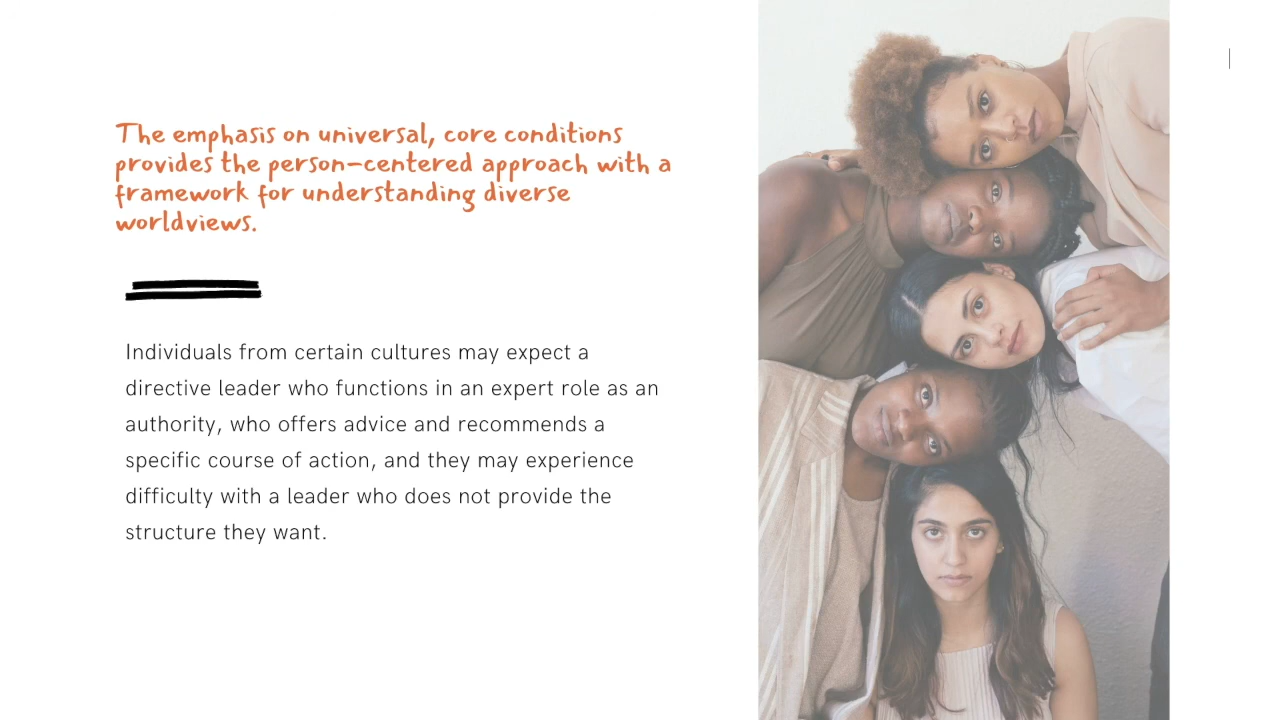 The emphasis on universal, core conditions
provides the person-centered approach with a
framework for understanding diverse
worldviews.
Individuals from certain cultures may expect a
directive leader who functions in an expert role as an
authority, who offers advice and recommends a
specific course of action, and they may experience
difficulty with a leader who does not provide the
structure they want.